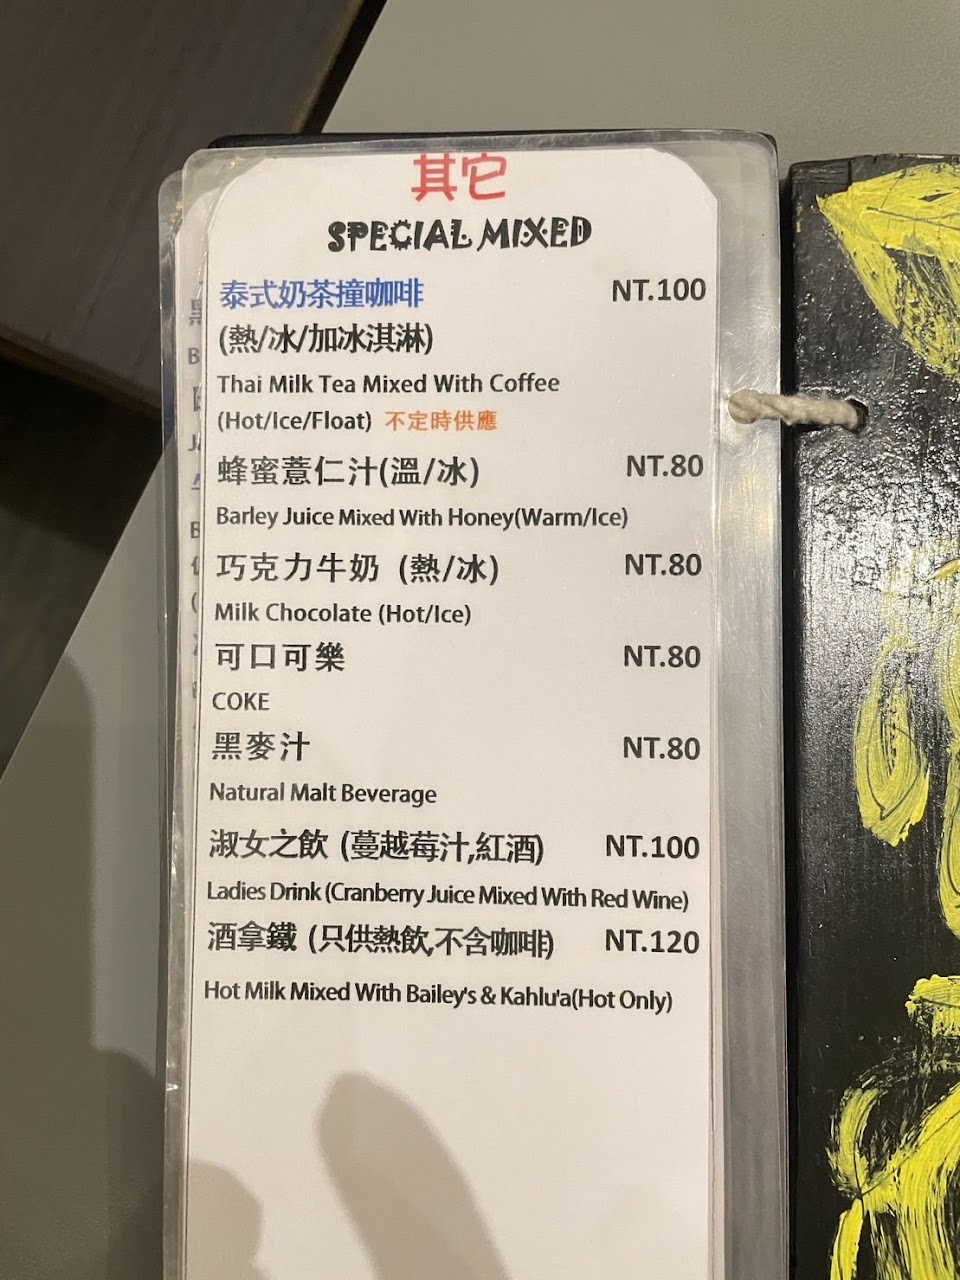 其它
SPECIAL MIXED
泰式奶茶撞咖啡 NT.100
(熱/冰/加冰淇淋)
Thai Milk Tea Mixed With Coffee
(Hot/Ice/Float) 不定時供應
蜂蜜薏仁汁(溫/冰) NT.80
Barley Juice Mixed With Honey(Warm/Ice)
巧克力牛奶 (熱/冰) NT.80
Milk Chocolate (Hot/Ice)
可口可樂 NT.80
COKE
黑麥汁 NT.80
Natural Malt Beverage
淑女之飲 (蔓越莓汁,紅酒) NT.100
Ladies Drink (Cranberry Juice Mixed With Red Wine)
酒拿鐵 (只供熱飲,不含咖啡) NT.120
Hot Milk Mixed With Bailey's & Kahlu'a(Hot Only)